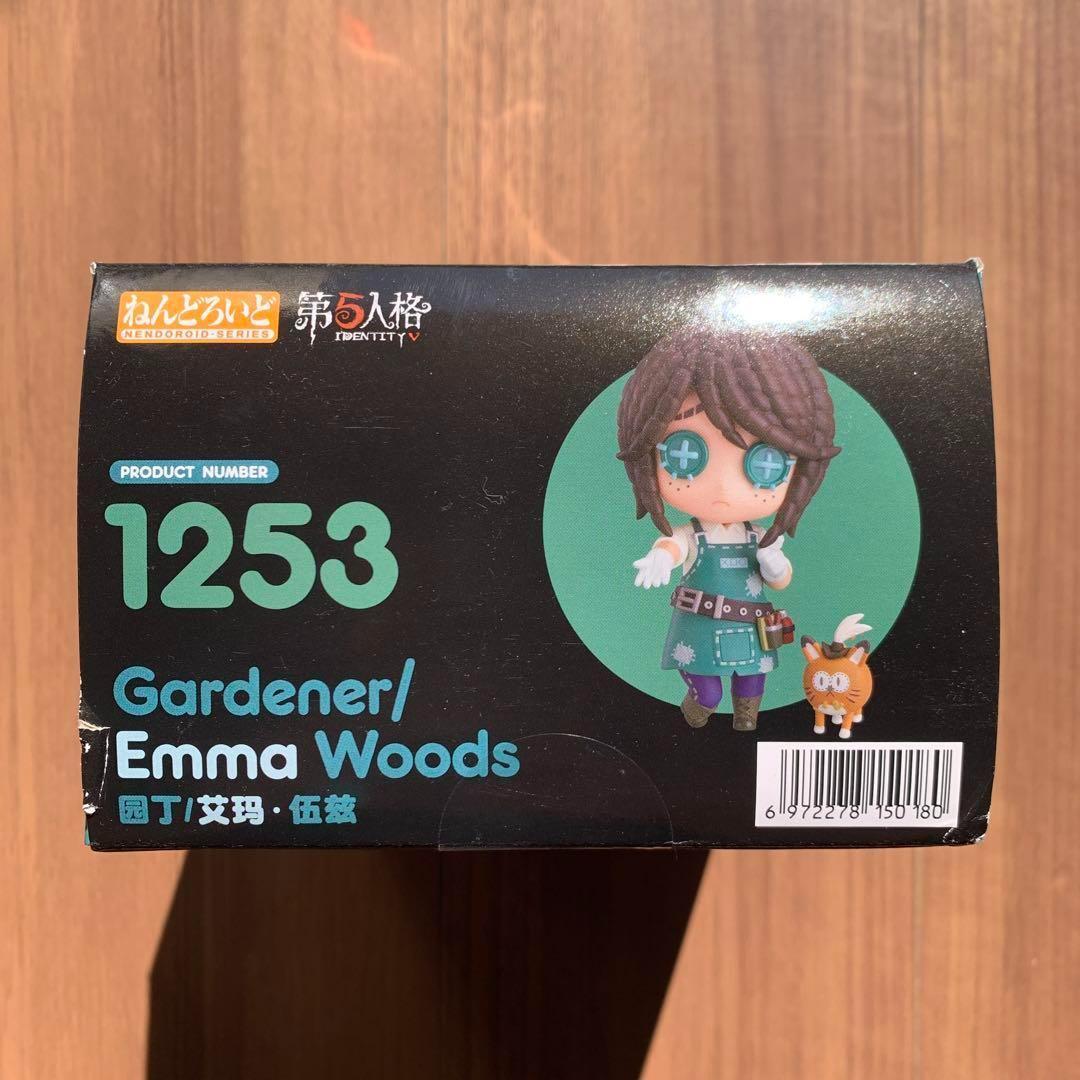 ねんどろいど
NENDOROID-SERIES
第5人格
IDENTITY V
PRODUCT NUMBER
1253
Gardener/
Emma Woods
园丁/艾玛·伍兹
6 972278 150180